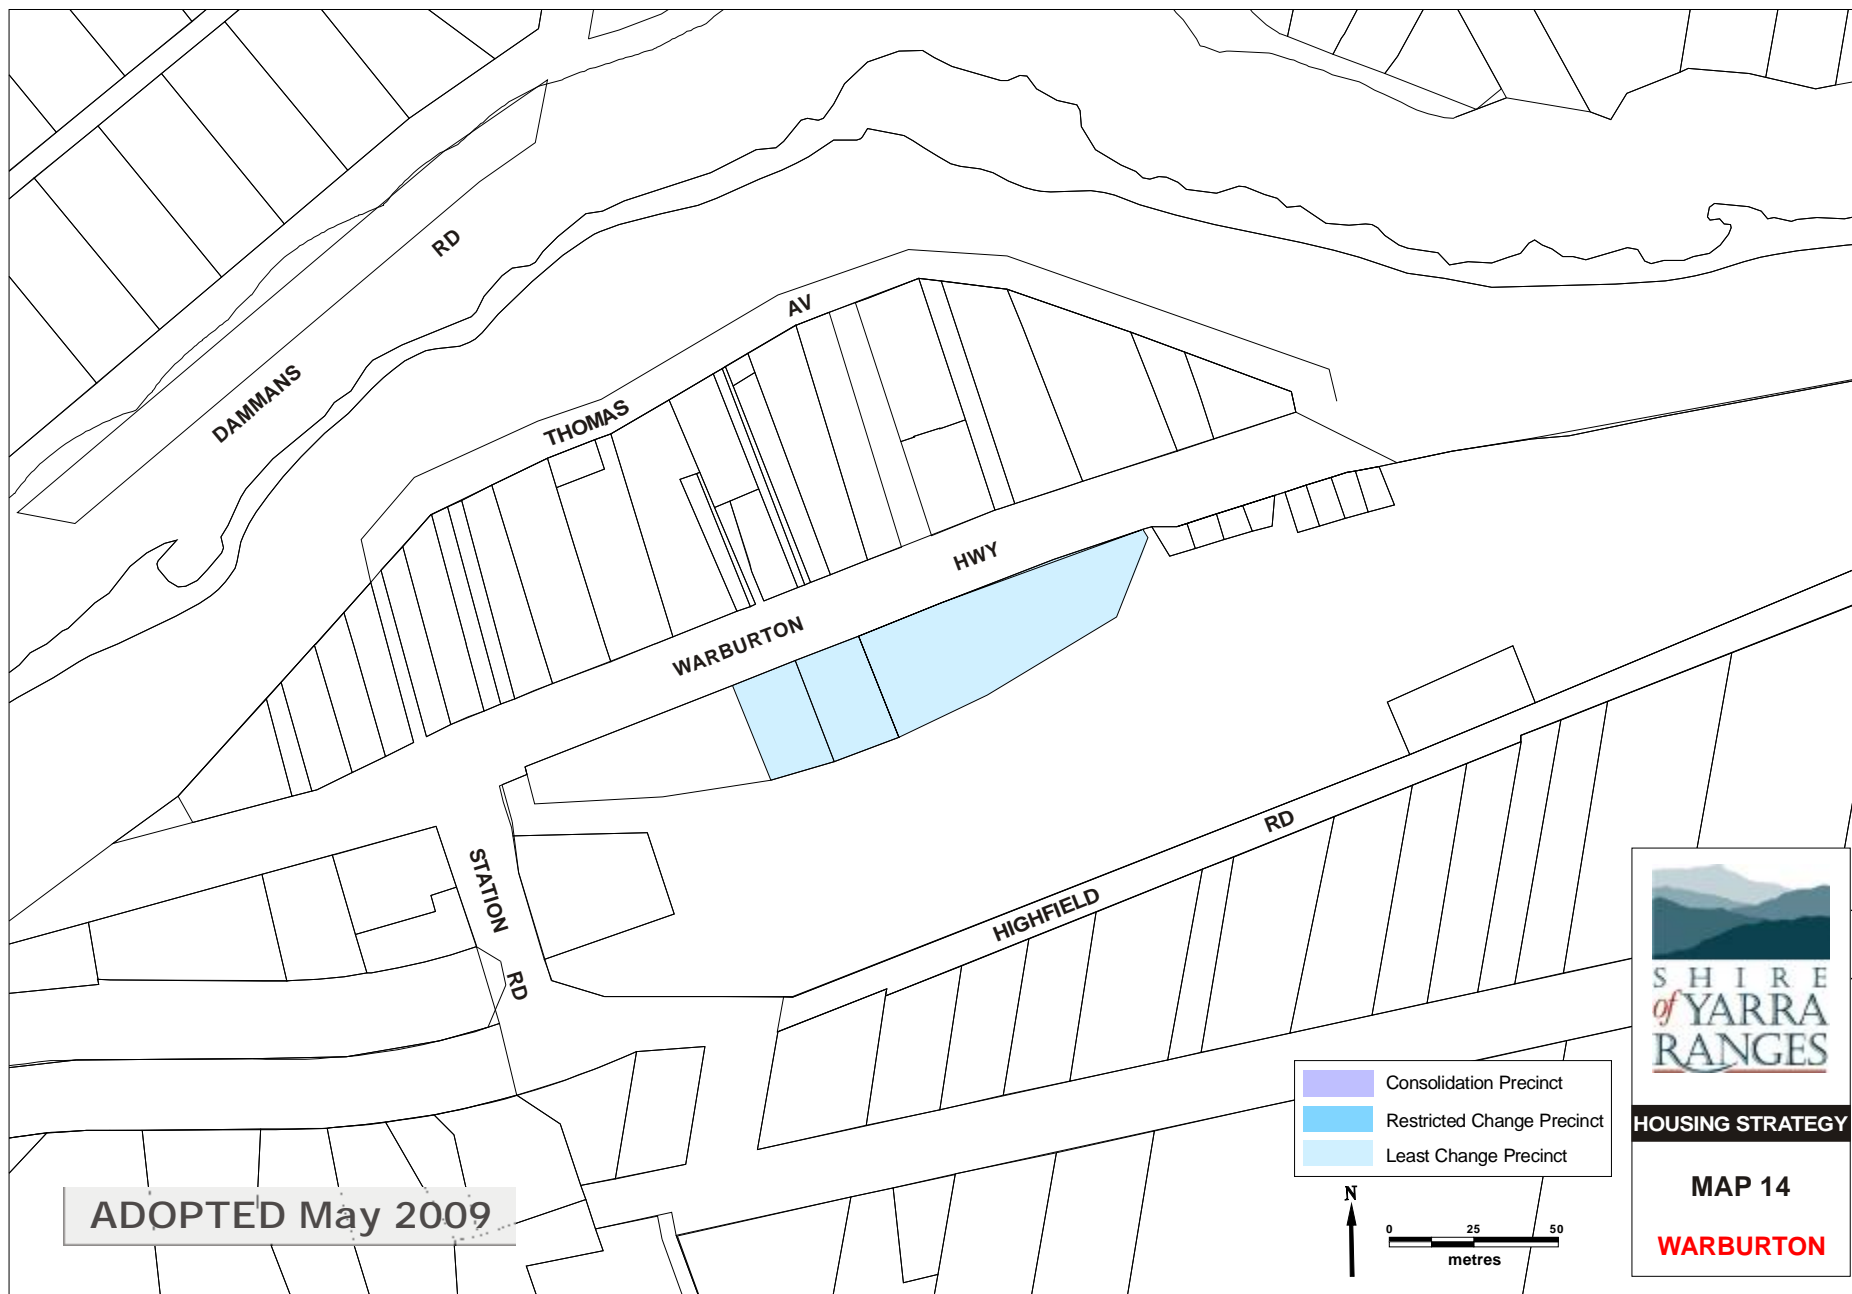 DAMMANS RD
THOMAS AV
WARBURTON HWY
STATION RD
HIGHFIELD RD
Consolidation Precinct
Restricted Change Precinct
Least Change Precinct
N
0 25 50
metres
SHIRE
of YARRA
RANGES
HOUSING STRATEGY
MAP 14
WARBURTON
ADOPTED May 2009